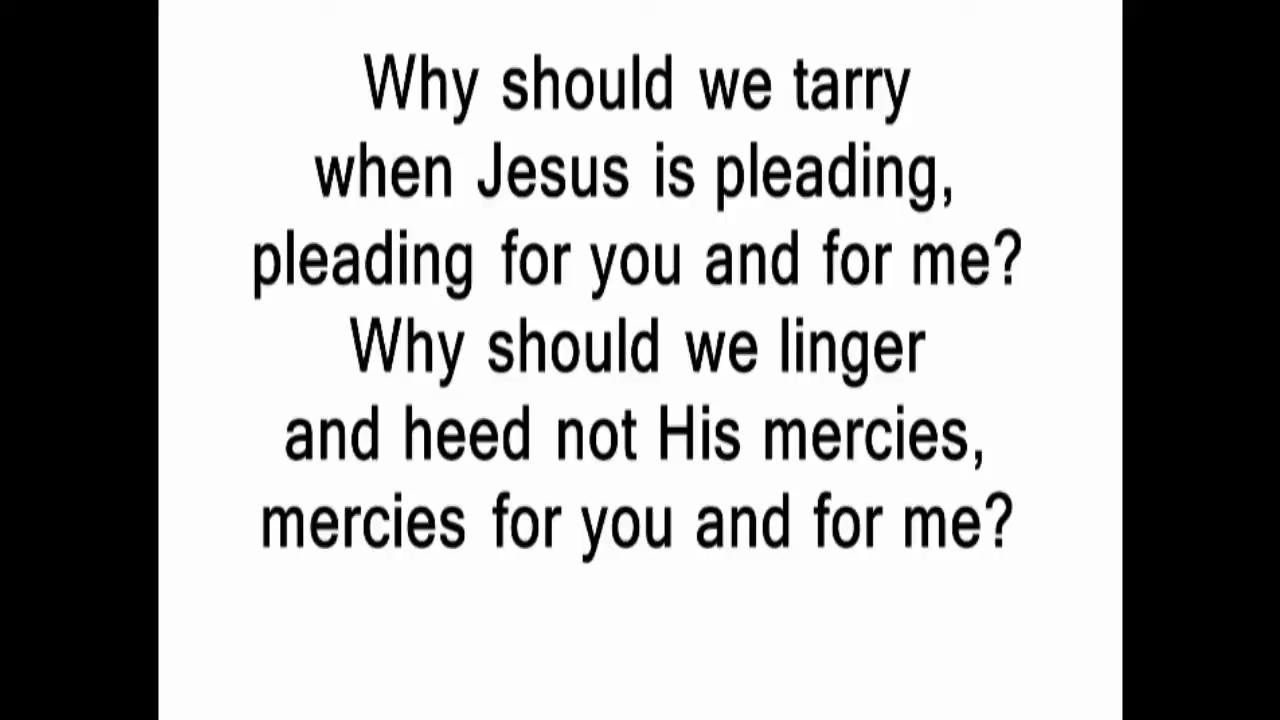 Why should we tarry
when Jesus is pleading,
pleading for you and for me?
Why should we linger
and heed not His mercies,
mercies for you and for me?